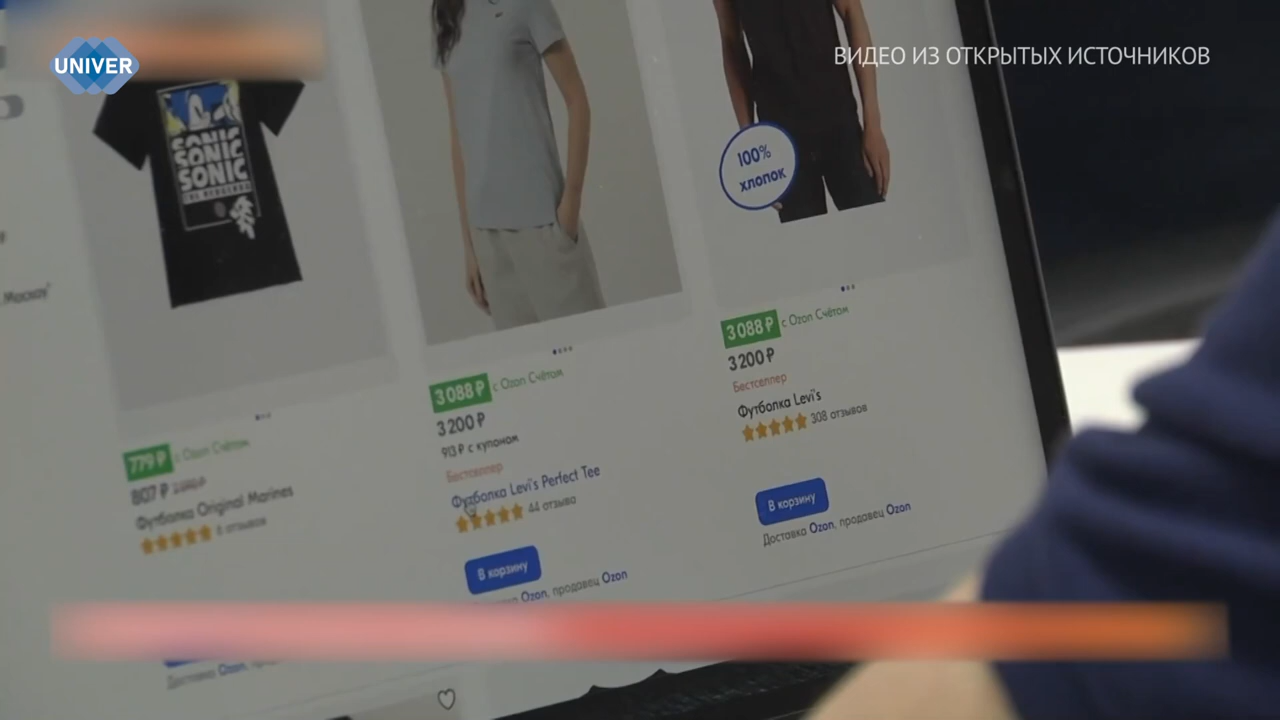 UNIVER
ВИДЕО ИЗ ОТКРЫТЫХ ИСТОЧНИКОВ
SONIC
SONIC
SONIC
100%
хлопок
779 ₽ с Ozon Счётом
807 ₽
Футболка Original Marines
3 088 ₽ с Ozon Счётом
3 200 ₽
913 ₽ с купоном
Бестселлер
Футболка Levi's Perfect Tee
44 отзыва
В корзину
Ozon, продавец Ozon
3 088 ₽ с Ozon Счётом
3 200 ₽
Бестселлер
Футболка Levi's
308 отзывов
В корзину
Доставка Ozon, продавец Ozon
Доставка Ozon